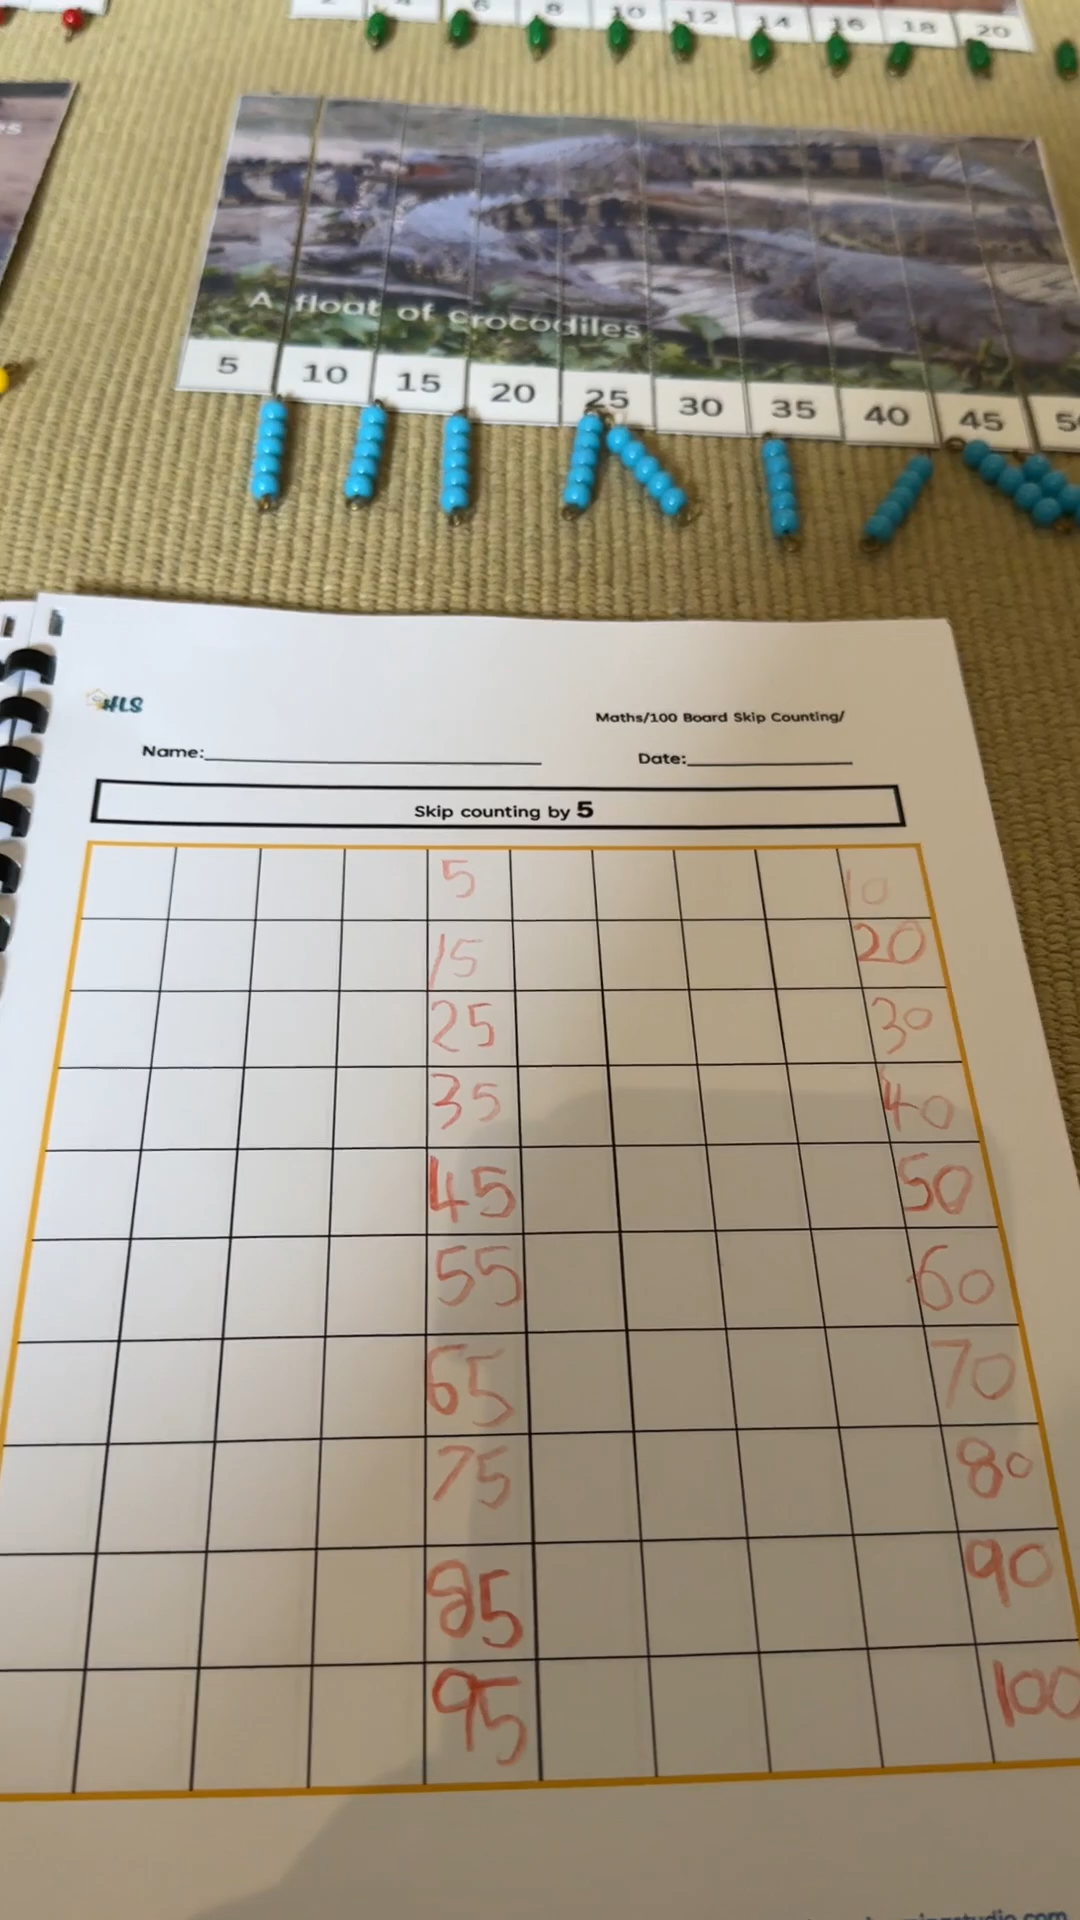 6 8 10 12 14 16 18 20
es
A float of crocodiles
5 10 15 20 25 30 35 40 45
HLS
Maths/100 Board Skip Counting/
Name: Date:
Skip counting by 5
5 10
15 20
25 30
35 40
45 50
55 60
65 70
75 80
85 90
95 100